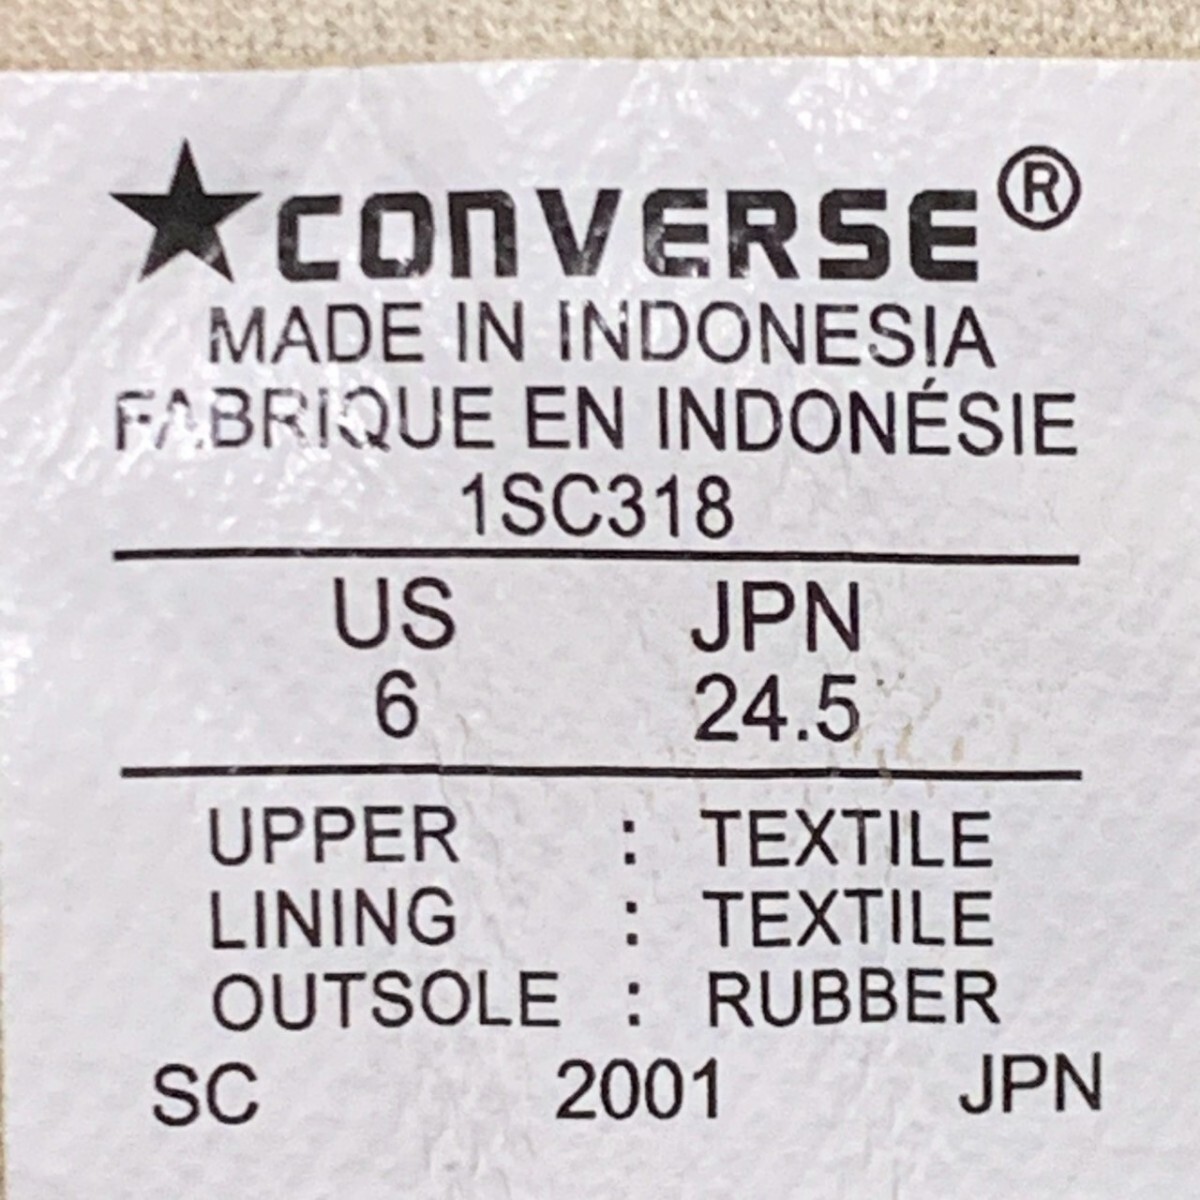 ★CONVERSE®
MADE IN INDONESIA
FABRIQUE EN INDONÉSIE
1SC318
US JPN
6 24.5
UPPER : TEXTILE
LINING : TEXTILE
OUTSOLE : RUBBER
SC 2001 JPN